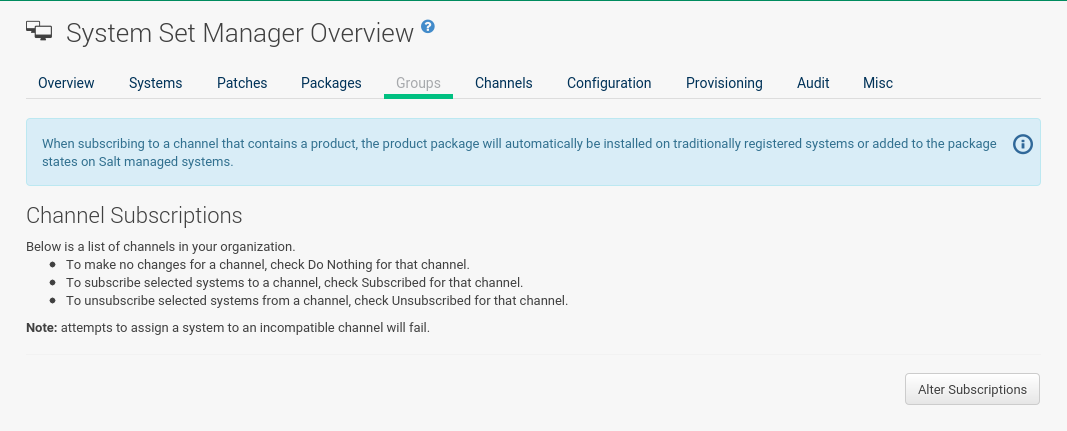 System Set Manager Overview ?
Overview Systems Patches Packages Groups Channels Configuration Provisioning Audit Misc
When subscribing to a channel that contains a product, the product package will automatically be installed on traditionally registered systems or added to the package
states on Salt managed systems.
Channel Subscriptions
Below is a list of channels in your organization.
• To make no changes for a channel, check Do Nothing for that channel.
• To subscribe selected systems to a channel, check Subscribed for that channel.
• To unsubscribe selected systems from a channel, check Unsubscribed for that channel.
Note: attempts to assign a system to an incompatible channel will fail.
Alter Subscriptions